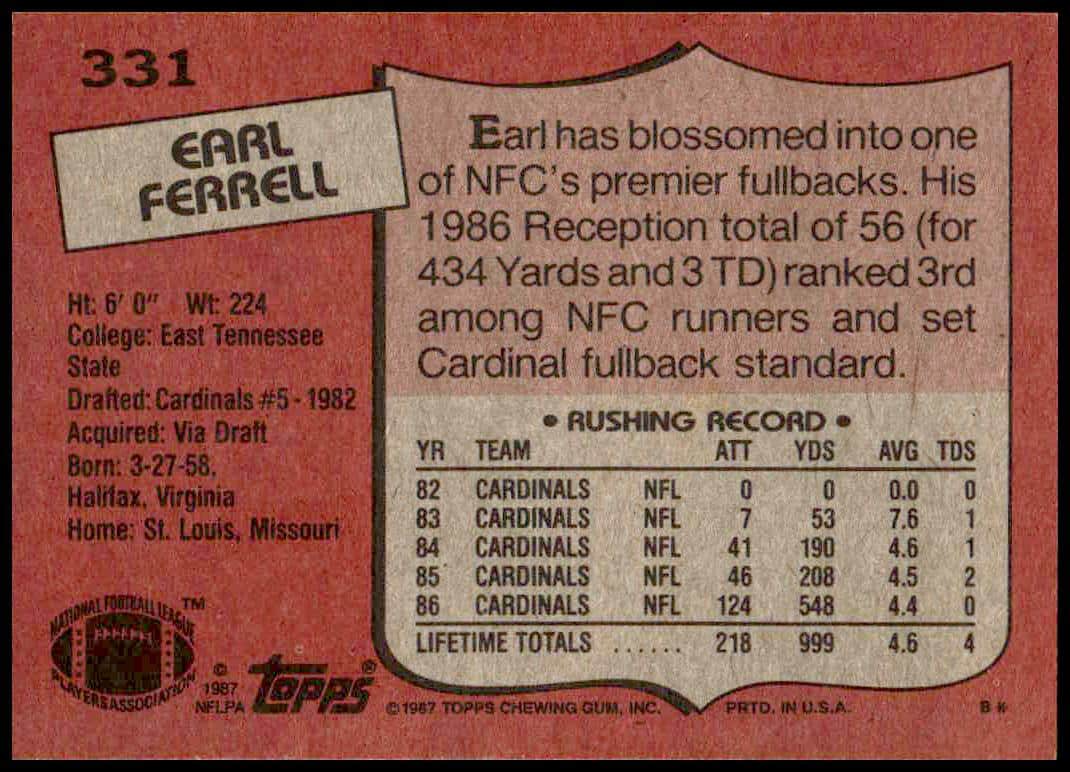 331
EARL
FERRELL
Ht: 6' 0" Wt: 224
College: East Tennessee
State
Drafted: Cardinals #5 - 1982
Acquired: Via Draft
Born: 3-27-58,
Halifax, Virginia
Home: St. Louis, Missouri
Earl has blossomed into one
of NFC's premier fullbacks. His
1986 Reception total of 56 (for
434 Yards and 3 TD) ranked 3rd
among NFC runners and set
Cardinal fullback standard.
• RUSHING RECORD •
YR TEAM ATT YDS AVG TDS
82 CARDINALS NFL 0 0 0.0 0
83 CARDINALS NFL 7 53 7.6 1
84 CARDINALS NFL 41 190 4.6 1
85 CARDINALS NFL 46 208 4.5 2
86 CARDINALS NFL 124 548 4.4 0
LIFETIME TOTALS ...... 218 999 4.6 4
NATIONAL FOOTBALL LEAGUE ™
PLAYERS ASSOCIATION
© 1987 NFLPA
topps ®
©1987 TOPPS CHEWING GUM, INC. PRTD. IN U.S.A. B*